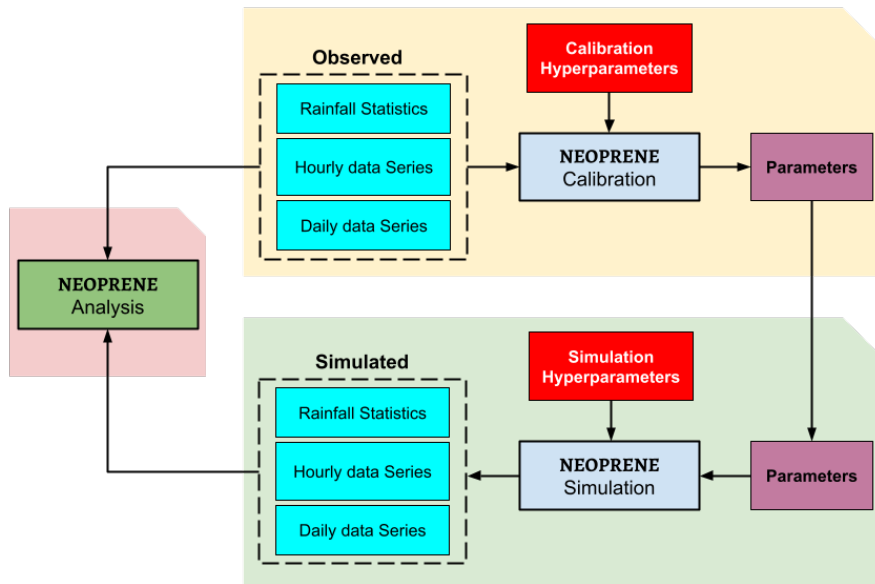 Observed
Rainfall Statistics
Hourly data Series
Daily data Series
Calibration
Hyperparameters
NEOPRENE
Calibration
Parameters
NEOPRENE
Analysis
Simulated
Rainfall Statistics
Hourly data Series
Daily data Series
Simulation
Hyperparameters
NEOPRENE
Simulation
Parameters